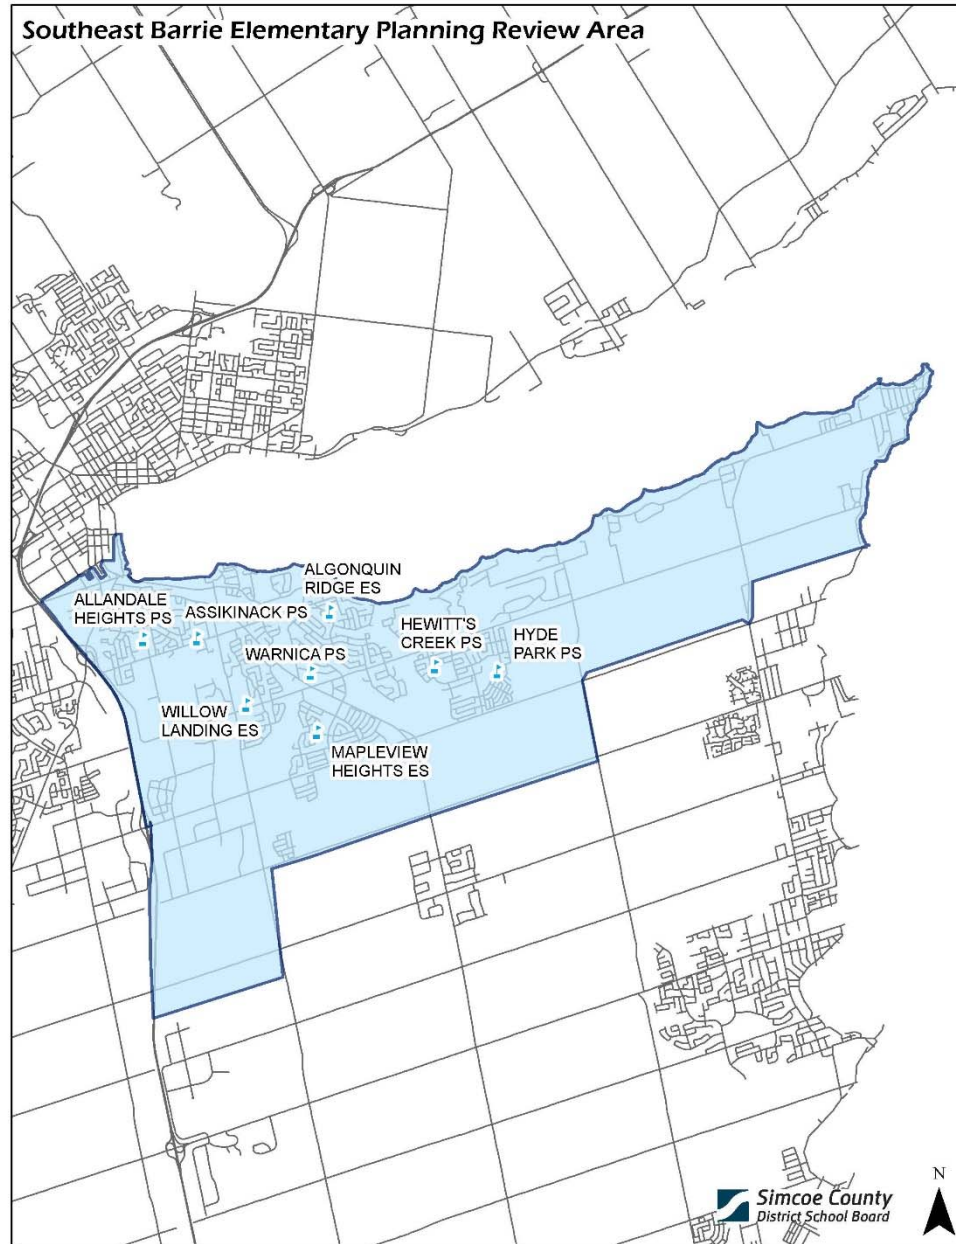 Southeast Barrie Elementary Planning Review Area
ALGONQUIN
RIDGE ES
ALLANDALE
HEIGHTS PS
ASSIKINACK PS
WARNICA PS
HEWITT'S
CREEK PS
HYDE
PARK PS
WILLOW
LANDING ES
MAPLEVIEW
HEIGHTS ES
Simcoe County
District School Board
N